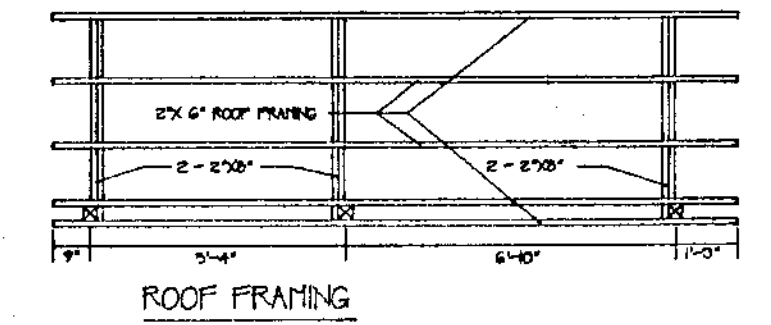 2"X 6" ROOF FRAMING
2 - 2"X8"
2 - 2"X8"
9"
5'-4"
6'-10"
1'-0"
ROOF FRAMING